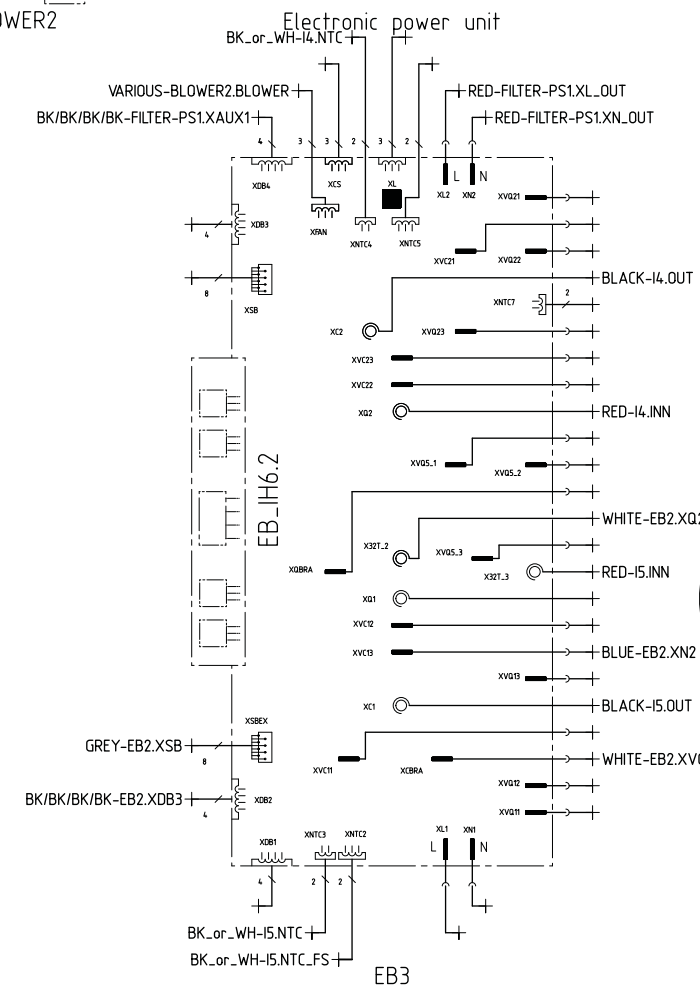 OWER2
Electronic power unit
BK_or_WH-I4.NTC
VARIOUS-BLOWER2.BLOWER
RED-FILTER-PS1.XL_OUT
BK/BK/BK/BK-FILTER-PS1.XAUX1
RED-FILTER-PS1.XN_OUT
4
3
3
2
3
2
XDB4
XCS
XL
L
N
XL2
XN2
XVQ21
XDB3
XFAN
XNTC4
XNTC5
4
XVC21
XVQ22
BLACK-I4.OUT
8
XSB
XNTC7
2
XC2
XVQ23
XVC23
XVC22
XQ2
RED-I4.INN
EB_IH6.2
XVQ5_1
XVQ5_2
WHITE-EB2.XQ2
X32T_2
XVQ5_3
XQBRA
X32T_3
RED-I5.INN
XQ1
XVC12
XVC13
BLUE-EB2.XN2
XVQ13
XC1
BLACK-I5.OUT
XSBEX
GREY-EB2.XSB
8
XVC11
XCBRA
WHITE-EB2.XV
XVQ12
BK/BK/BK/BK-EB2.XDB3
XDB2
4
XVQ11
XDB1
XNTC3
XNTC2
XL1
XN1
L
N
4
2
2
BK_or_WH-I5.NTC
BK_or_WH-I5.NTC_FS
EB3